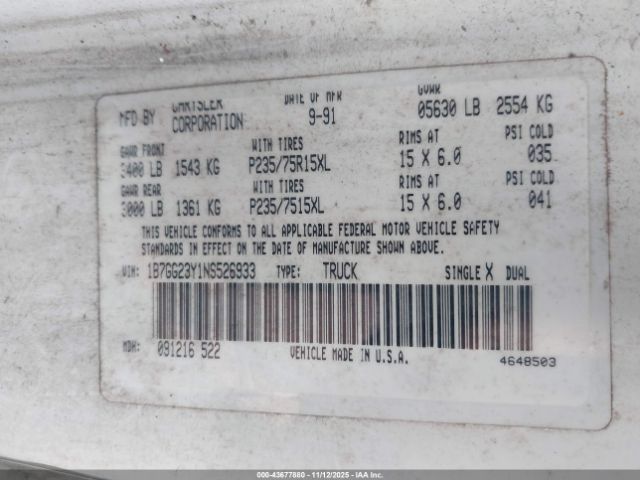 MFD BY CHRYSLER CORPORATION DATE OF MFR 9-91 GVWR 05630 LB 2554 KG
GAWR FRONT WITH TIRES RIMS AT PSI COLD
3400 LB 1543 KG P235/75R15XL 15 X 6.0 035
GAWR REAR WITH TIRES RIMS AT PSI COLD
3000 LB 1361 KG P235/7515XL 15 X 6.0 041
THIS VEHICLE CONFORMS TO ALL APPLICABLE FEDERAL MOTOR VEHICLE SAFETY
STANDARDS IN EFFECT ON THE DATE OF MANUFACTURE SHOWN ABOVE.
VIN: 1B7GG23Y1NS526933 TYPE: TRUCK SINGLE X DUAL
MDH: 091216 522 VEHICLE MADE IN U.S.A. 4648503
000-43677880 - 11/12/2025 - IAAI.COM